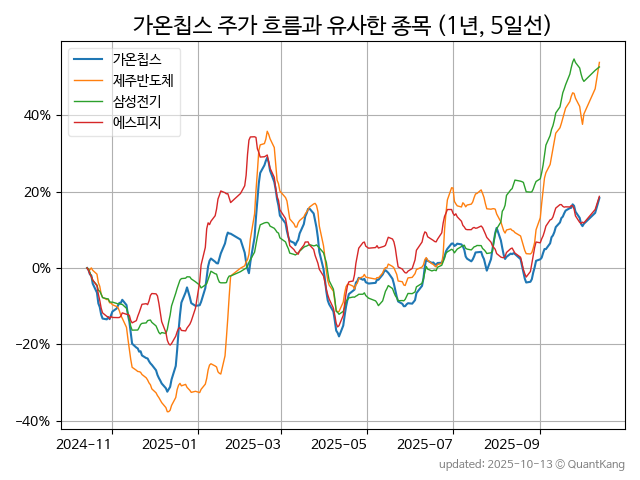 가온칩스 주가 흐름과 유사한 종목 (1년, 5일선)
가온칩스
제주반도체
삼성전기
에스피지
40%
20%
0%
−20%
−40%
2024−11
2025−01
2025−03
2025−05
2025−07
2025−09
updated: 2025-10-13 ⓒ QuantKang